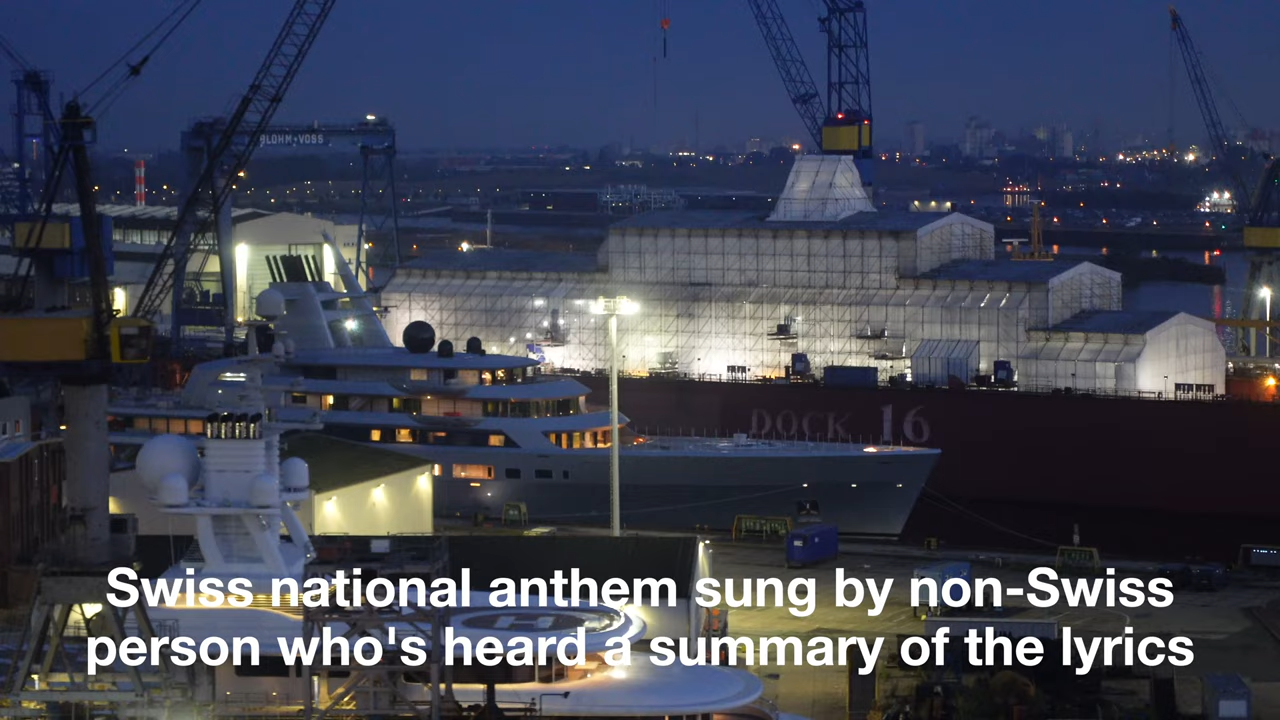 BLOHM+VOSS
DOCK 16
H
Swiss national anthem sung by non-Swiss
person who's heard a summary of the lyrics